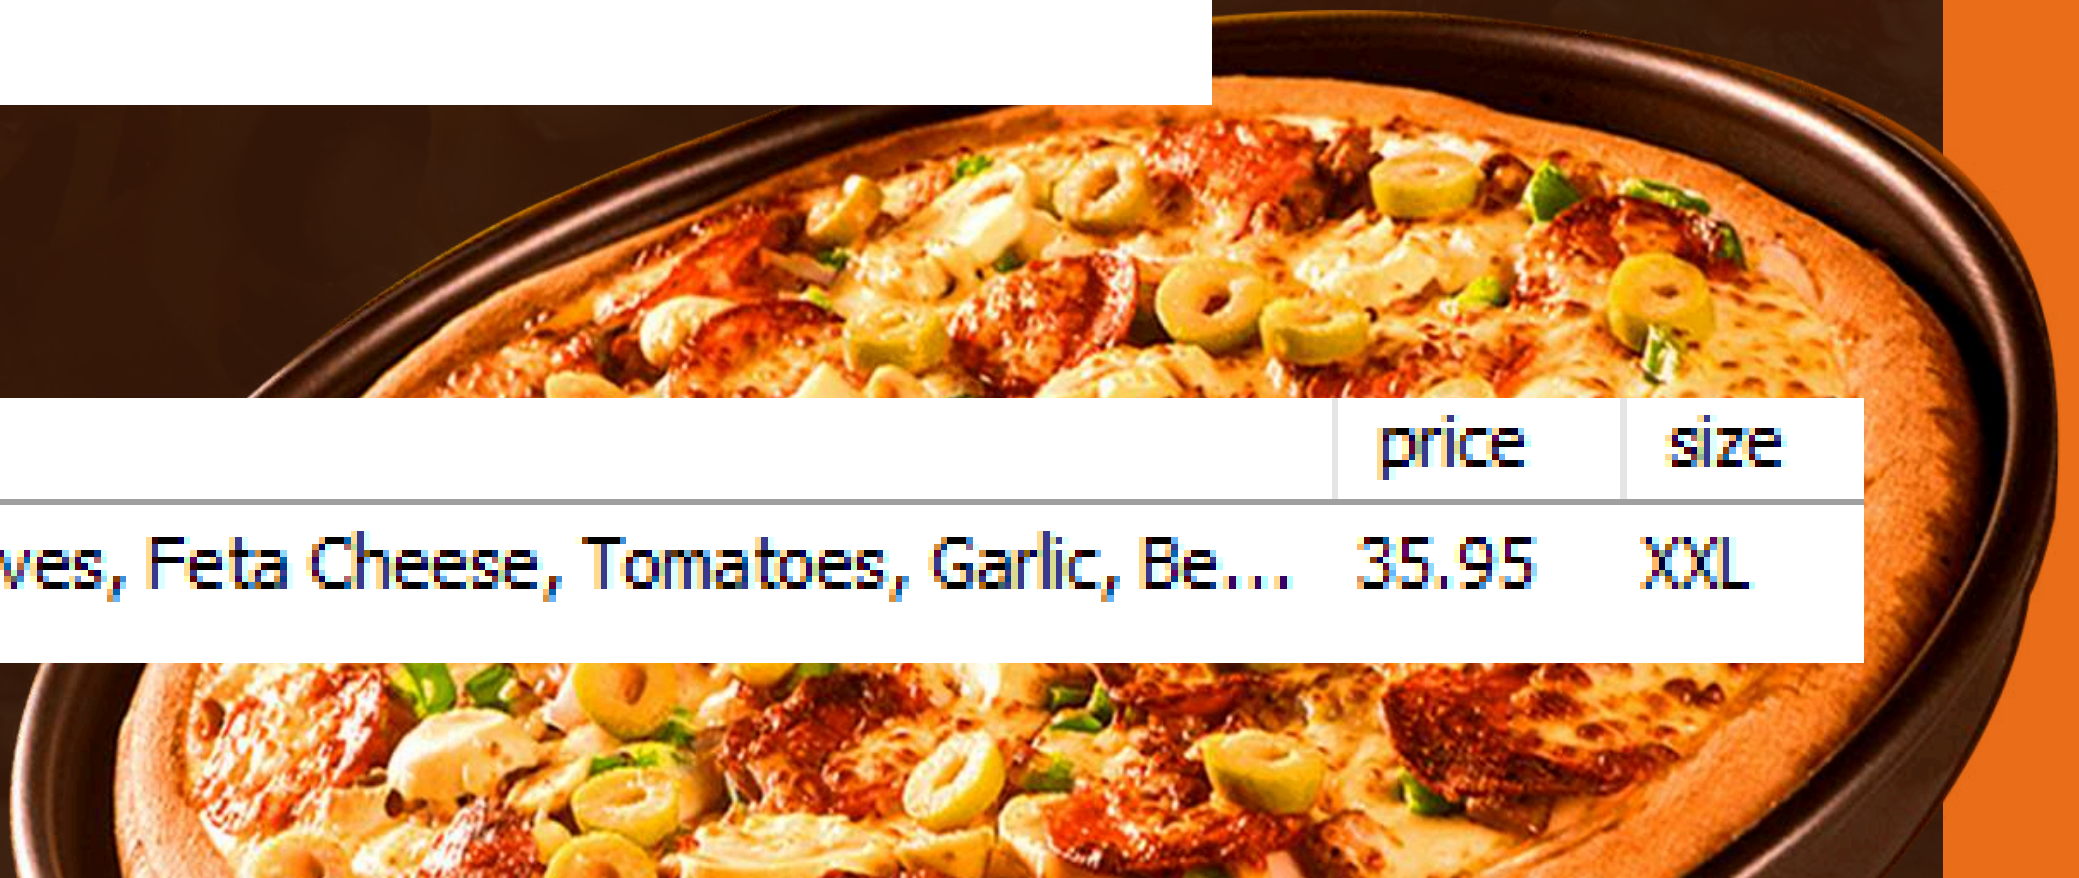 price size
ves, Feta Cheese, Tomatoes, Garlic, Be... 35.95 XXL